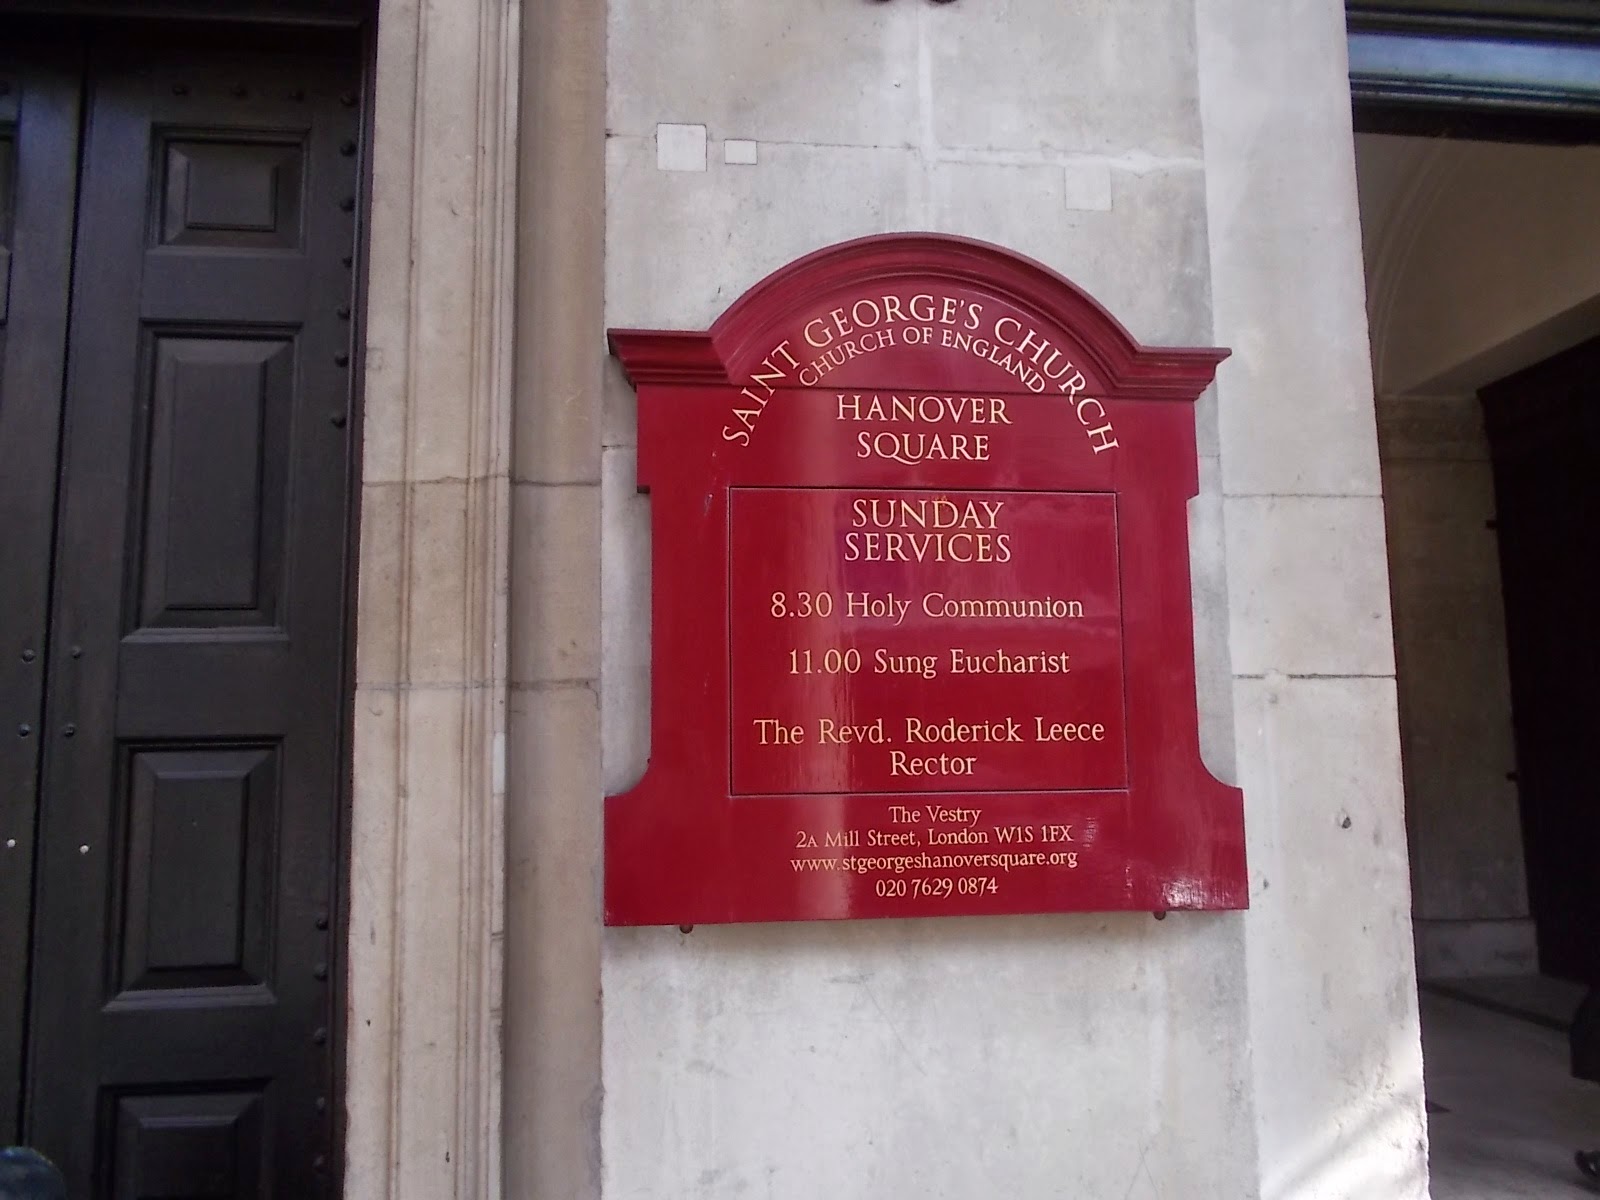 SAINT GEORGE'S CHURCH
CHURCH OF ENGLAND
HANOVER
SQUARE
SUNDAY
SERVICES
8.30 Holy Communion
11.00 Sung Eucharist
The Revd. Roderick Leece
Rector
The Vestry
2A Mill Street, London W1S 1FX
www.stgeorgeshanoversquare.org
020 7629 0874